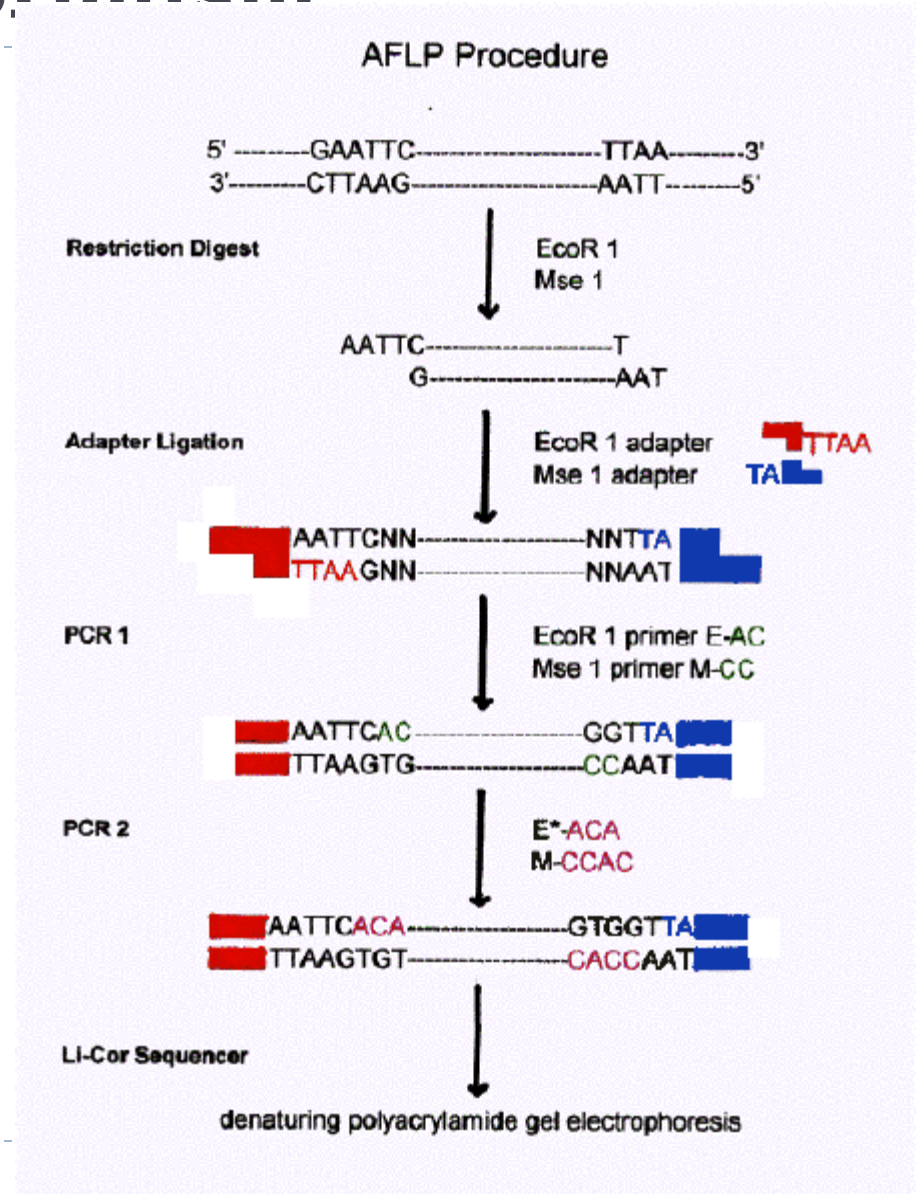 AFLP Procedure
5' --------GAATTC--------------------TTAA--------3'
3'--------CTTAAG--------------------AATT--------5'
Restriction Digest
EcoR 1
Mse 1
AATTC--------------------T
G--------------------AAT
Adapter Ligation
EcoR 1 adapter TTAA
Mse 1 adapter TA
AATTCNN--------------------NNTTA
TTAAGNN--------------------NNAAT
PCR 1
EcoR 1 primer E-AC
Mse 1 primer M-CC
AATTCAC--------------------GGTTA
TTAAGTG--------------------CCAAT
PCR 2
E*-ACA
M-CCAC
AATTCACA--------------------GTGGTTA
TTAAGTGT--------------------CACCAAT
Li-Cor Sequencer
denaturing polyacrylamide gel electrophoresis